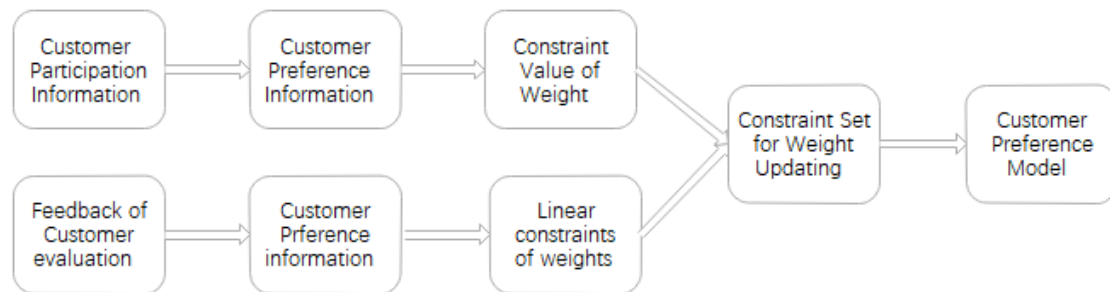 Customer
Participation
Information
Customer
Preference
Information
Constraint
Value of
Weight
Feedback of
Customer
evaluation
Customer
Prference
information
Linear
constraints
of weights
Constraint Set
for Weight
Updating
Customer
Preference
Model